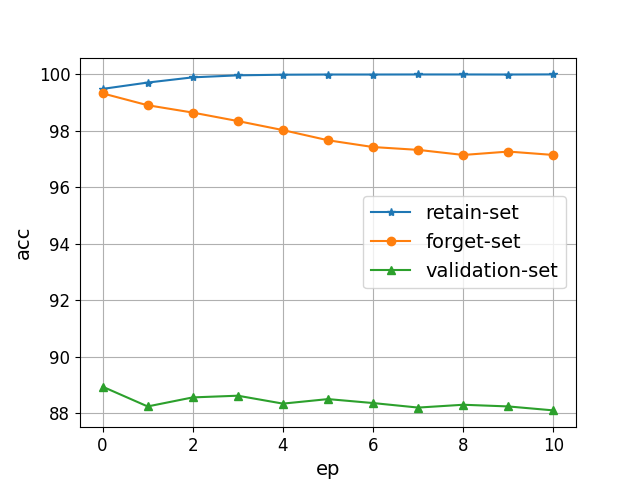 100
98
96
94
92
90
88
acc
retain-set
forget-set
validation-set
0 2 4 6 8 10
ep